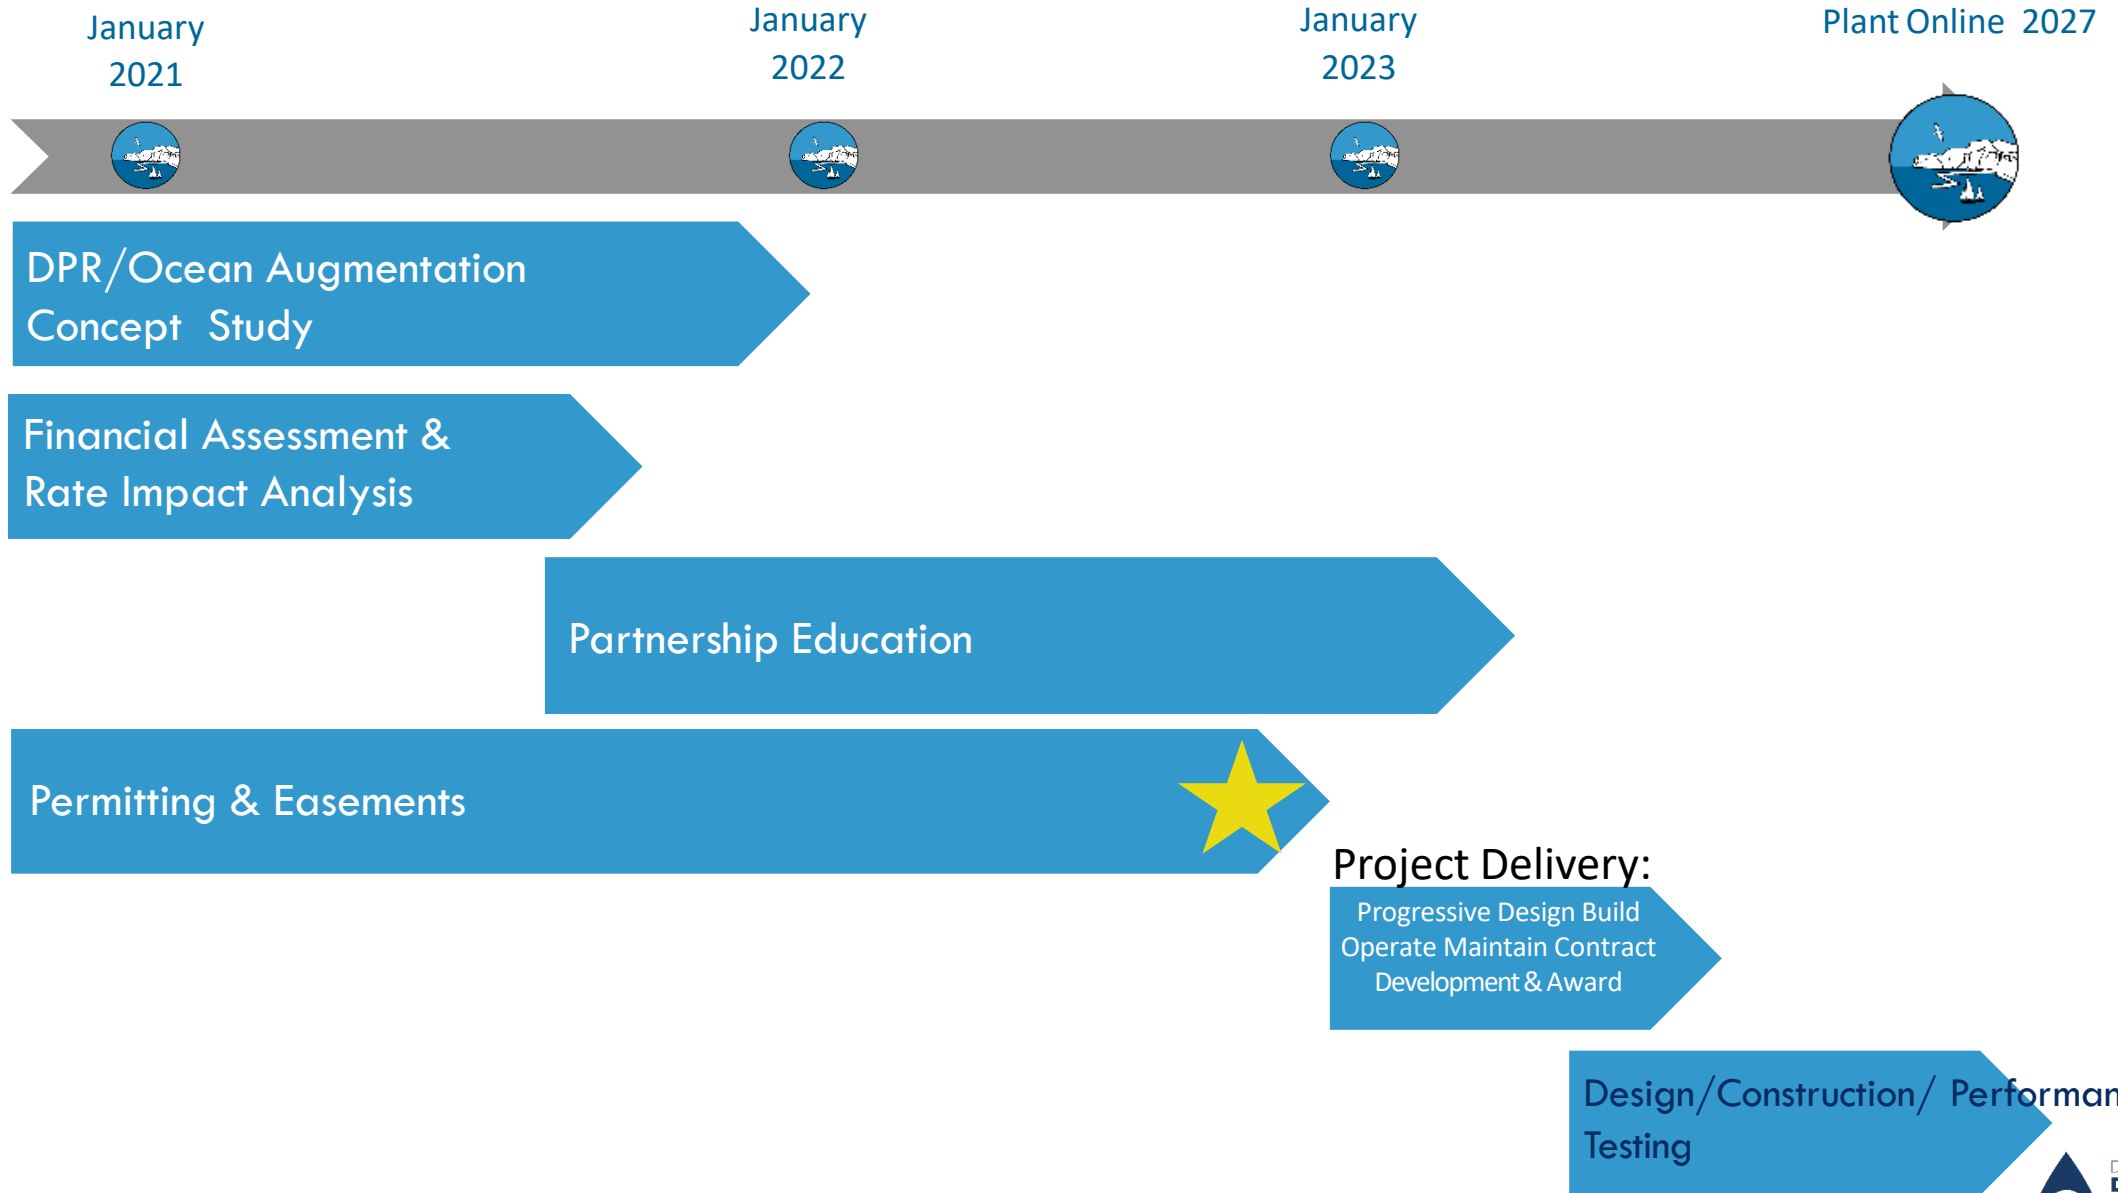 January
2021
January
2022
January
2023
Plant Online 2027
DPR/Ocean Augmentation
Concept Study
Financial Assessment &
Rate Impact Analysis
Partnership Education
Permitting & Easements
Project Delivery:
Progressive Design Build
Operate Maintain Contract
Development & Award
Design/Construction/ Performan
Testing